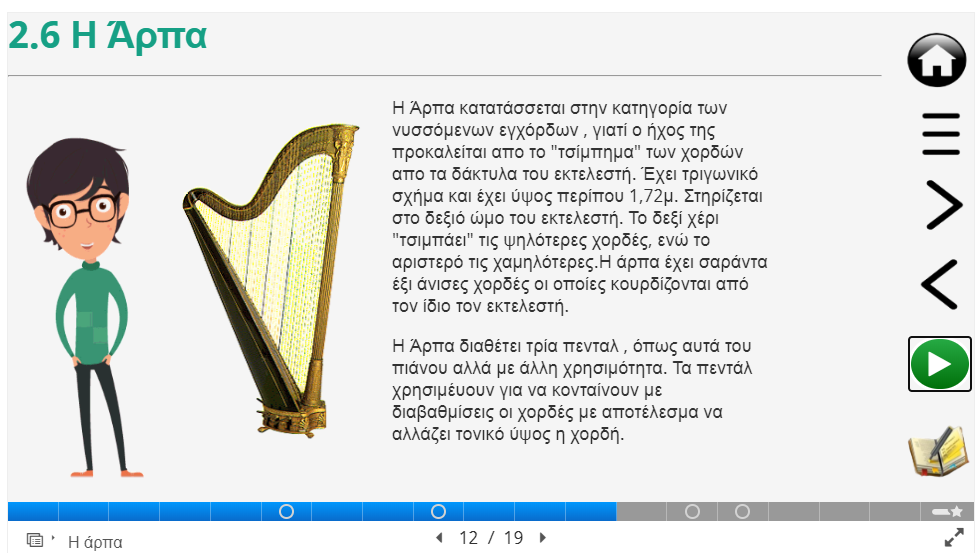 2.6 Η Άρπα
Η Άρπα κατατάσσεται στην κατηγορία των
νυσσόμενων εγχόρδων , γιατί ο ήχος της
προκαλείται απο το "τσίμπημα" των χορδών
απο τα δάκτυλα του εκτελεστή. Έχει τριγωνικό
σχήμα και έχει ύψος περίπου 1,72μ. Στηρίζεται
στο δεξιό ώμο του εκτελεστή. Το δεξί χέρι
"τσιμπάει" τις ψηλότερες χορδές, ενώ το
αριστερό τις χαμηλότερες.Η άρπα έχει σαράντα
έξι άνισες χορδές οι οποίες κουρδίζονται από
τον ίδιο τον εκτελεστή.
Η Άρπα διαθέτει τρία πενταλ , όπως αυτά του
πιάνου αλλά με άλλη χρησιμότητα. Τα πεντάλ
χρησιμέυουν για να κονταίνουν με
διαβαθμίσεις οι χορδές με αποτέλεσμα να
αλλάζει τονικό ύψος η χορδή.
Η άρπα
12 / 19